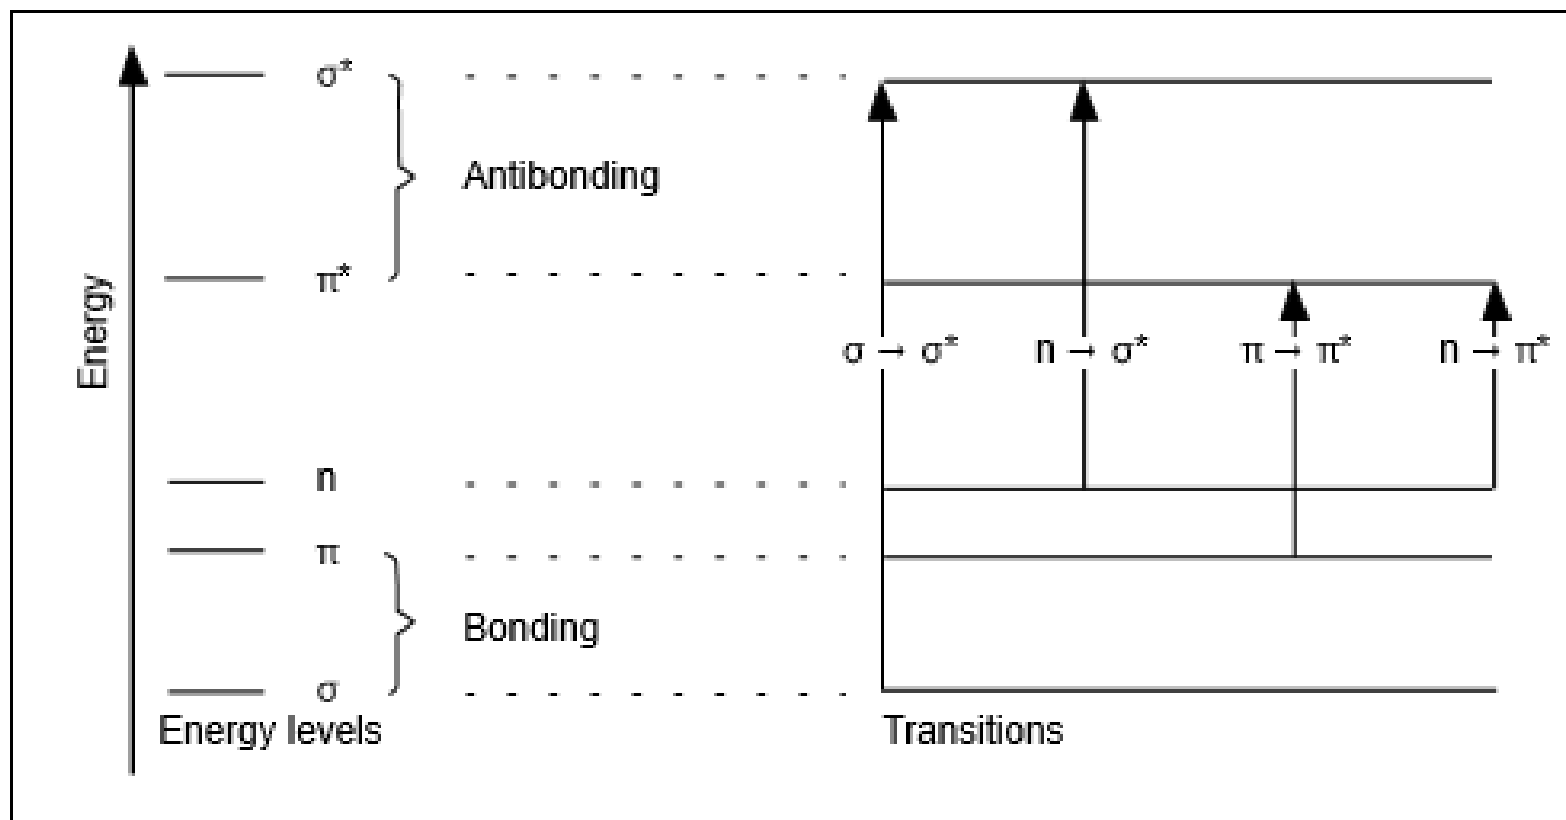 σ*
Antibonding
π*
Energy
σ → σ*
n → σ*
π → π*
n → π*
n
π
Bonding
σ
Energy levels
Transitions